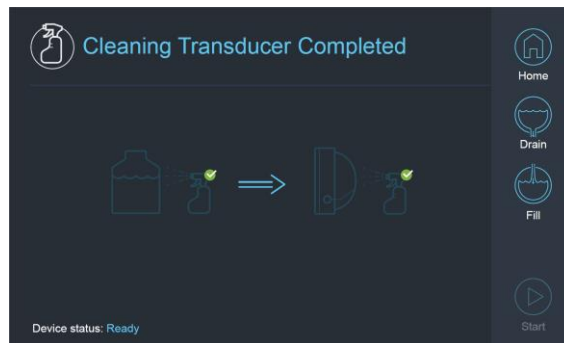 Cleaning Transducer Completed
Home
Drain
Fill
Start
Device status: Ready